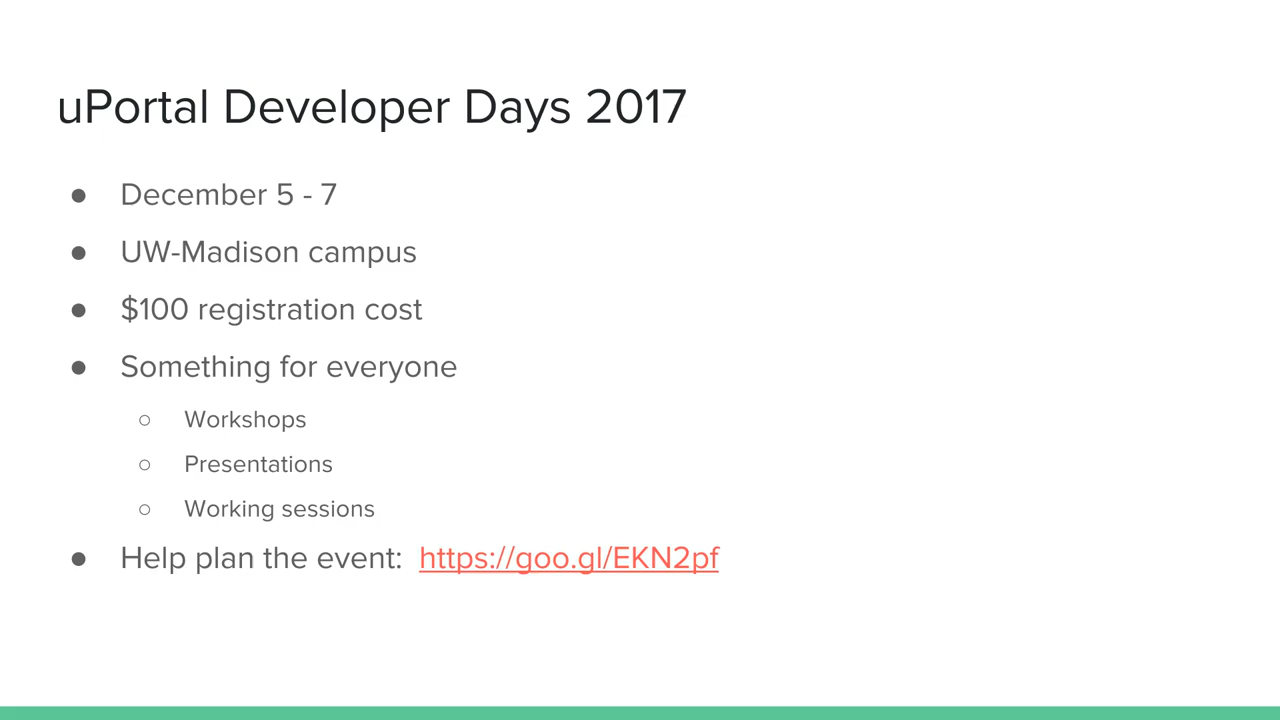 uPortal Developer Days 2017
● December 5 - 7
● UW-Madison campus
● $100 registration cost
● Something for everyone
○ Workshops
○ Presentations
○ Working sessions
● Help plan the event: https://goo.gl/EKN2pf